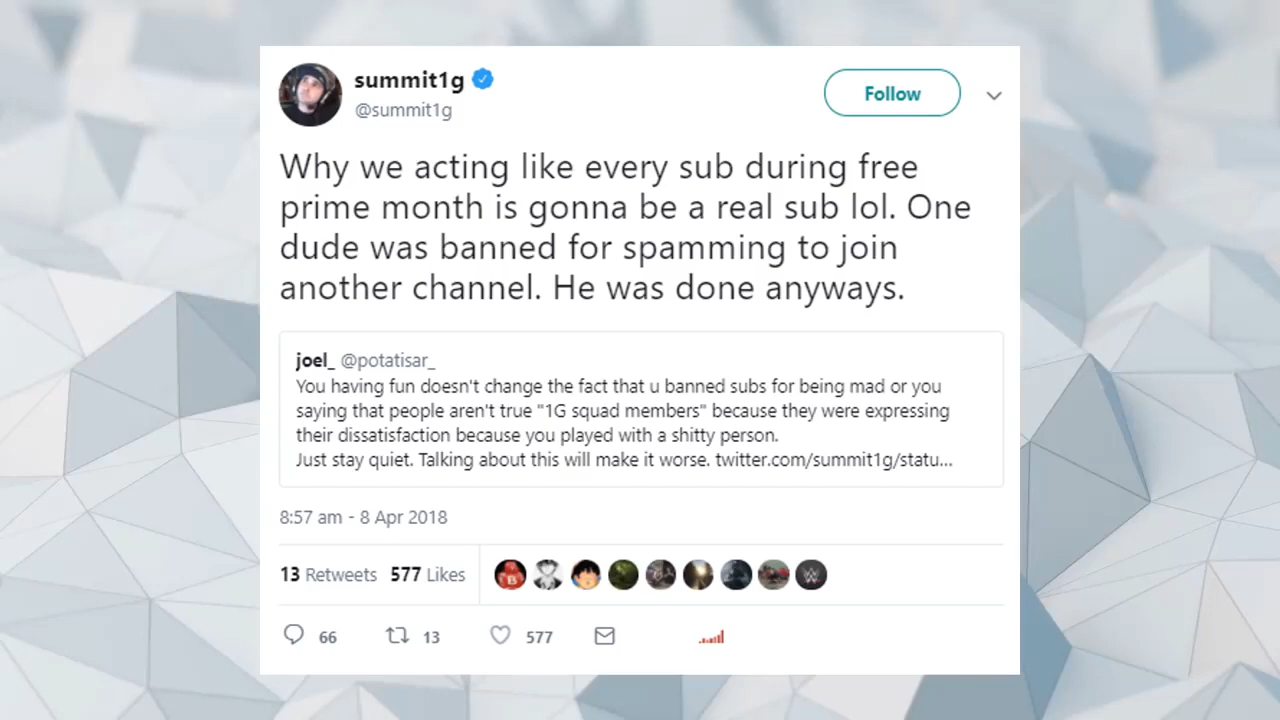 summit1g
@summit1g
Follow
Why we acting like every sub during free
prime month is gonna be a real sub lol. One
dude was banned for spamming to join
another channel. He was done anyways.
joel_ @potatisar_
You having fun doesn't change the fact that u banned subs for being mad or you
saying that people aren't true "1G squad members" because they were expressing
their dissatisfaction because you played with a shitty person.
Just stay quiet. Talking about this will make it worse. twitter.com/summit1g/statu...
8:57 am - 8 Apr 2018
13 Retweets 577 Likes
66 13 577